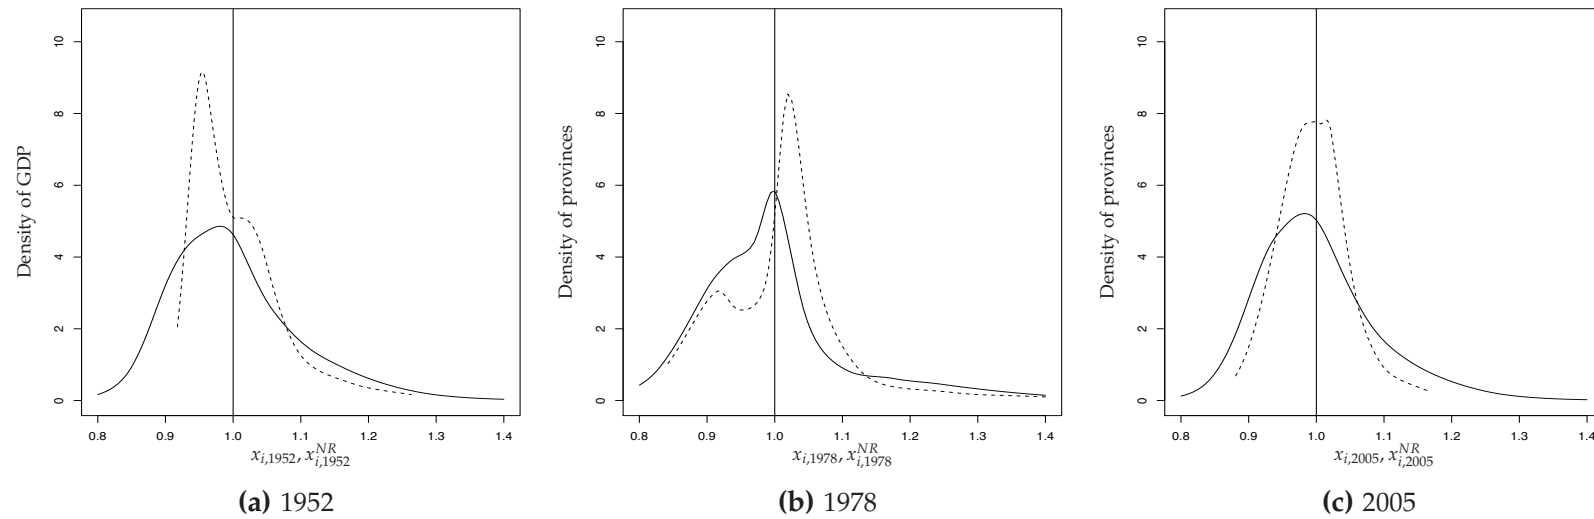 Density of GDP
10
8
6
4
2
0
0.8 0.9 1.0 1.1 1.2 1.3 1.4
x_{i,1952}, x^{NR}_{i,1952}
(a) 1952
Density of provinces
10
8
6
4
2
0
0.8 0.9 1.0 1.1 1.2 1.3 1.4
x_{i,1978}, x^{NR}_{i,1978}
(b) 1978
Density of provinces
10
8
6
4
2
0
0.8 0.9 1.0 1.1 1.2 1.3 1.4
x_{i,2005}, x^{NR}_{i,2005}
(c) 2005